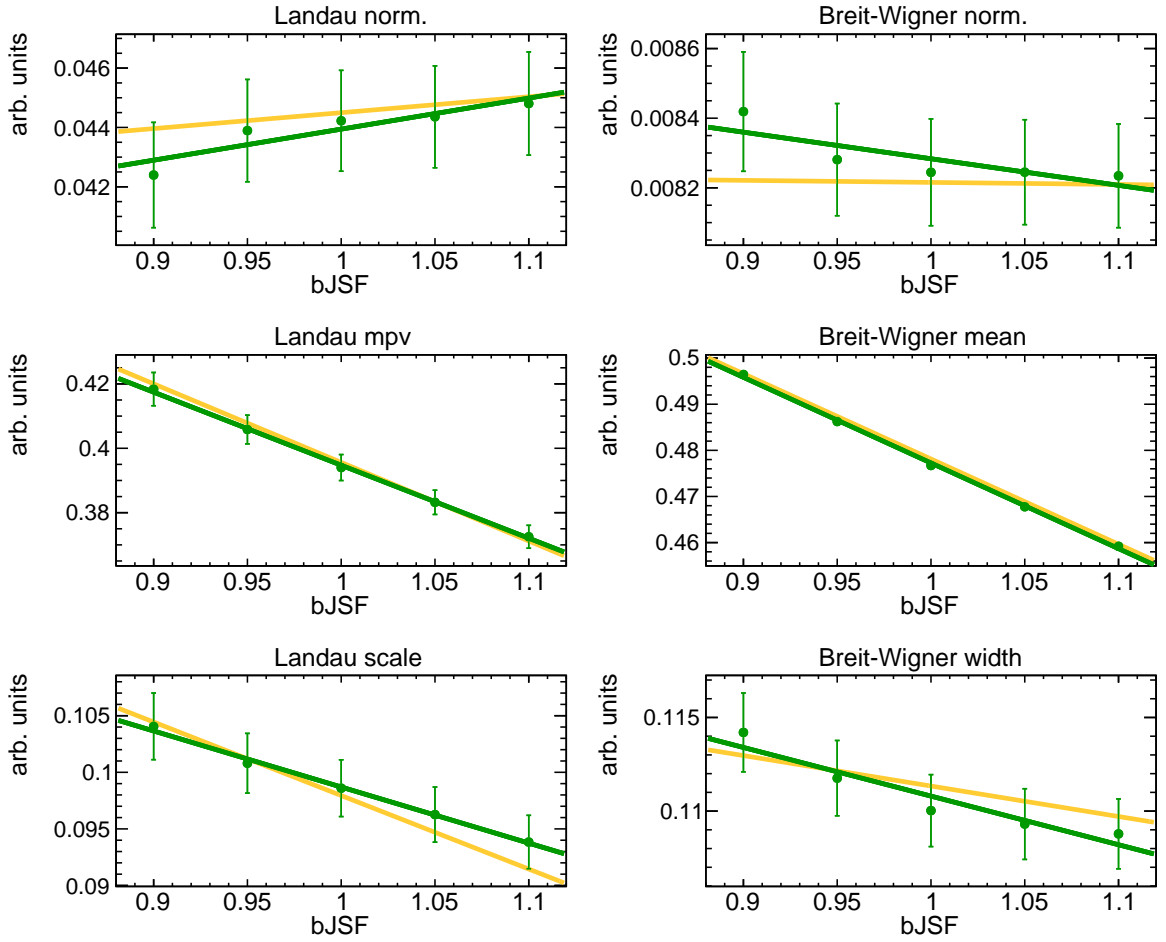 Landau norm.
arb. units
0.046
0.044
0.042
0.9 0.95 1 1.05 1.1
bJSF
Breit-Wigner norm.
arb. units
0.0086
0.0084
0.0082
0.9 0.95 1 1.05 1.1
bJSF
Landau mpv
arb. units
0.42
0.4
0.38
0.9 0.95 1 1.05 1.1
bJSF
Breit-Wigner mean
arb. units
0.5
0.49
0.48
0.47
0.46
0.9 0.95 1 1.05 1.1
bJSF
Landau scale
arb. units
0.105
0.1
0.095
0.09
0.9 0.95 1 1.05 1.1
bJSF
Breit-Wigner width
arb. units
0.115
0.11
0.9 0.95 1 1.05 1.1
bJSF